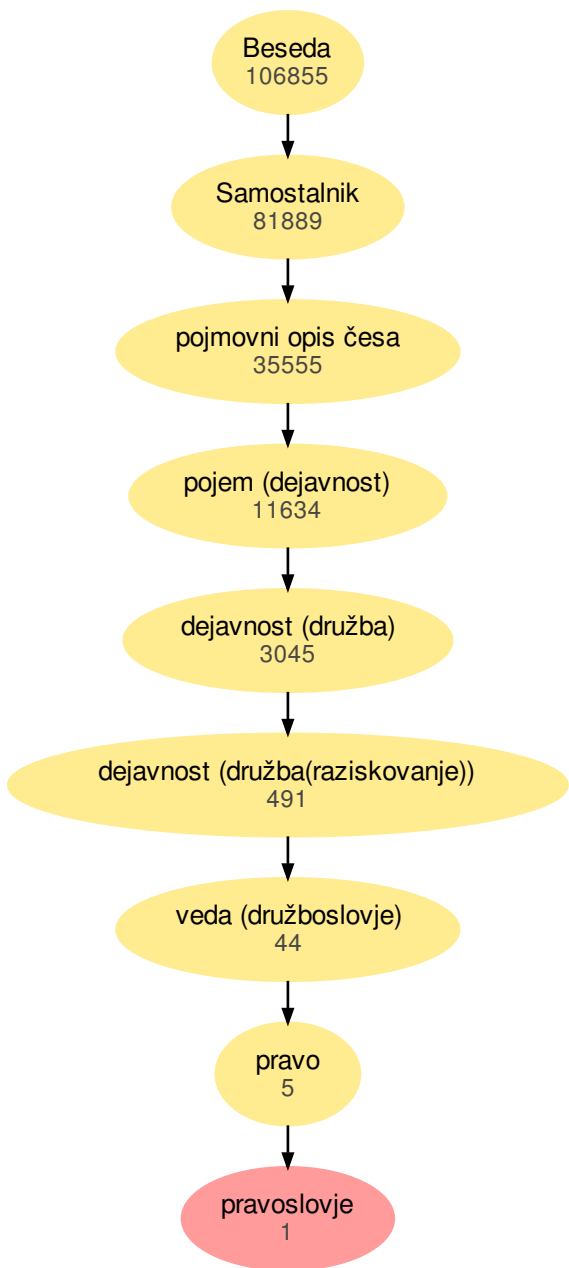 Beseda
106855
Samostalnik
81889
pojmovni opis česa
35555
pojem (dejavnost)
11634
dejavnost (družba)
3045
dejavnost (družba(raziskovanje))
491
veda (družboslovje)
44
pravo
5
pravoslovje
1